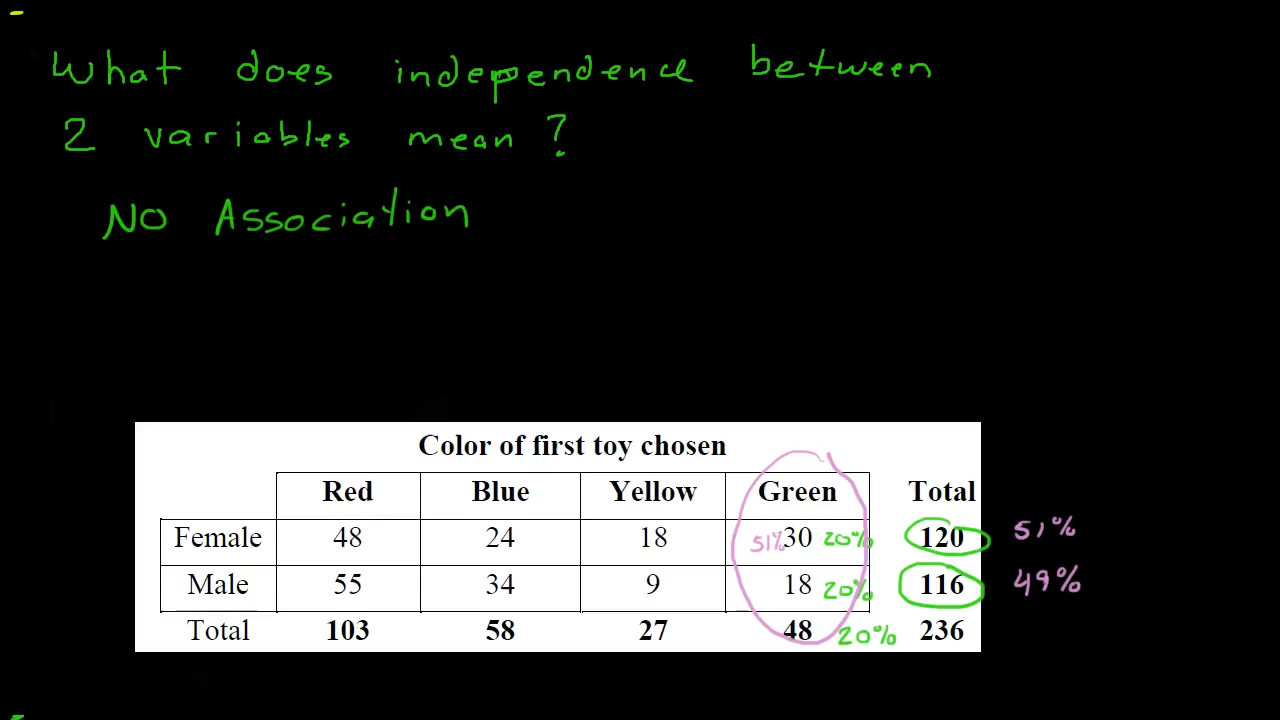 What does independence between
2 variables mean?
No Association
Color of first toy chosen
Red Blue Yellow Green Total
Female 48 24 18 51% 30 20% 120 51%
Male 55 34 9 18 20% 116 49%
Total 103 58 27 48 20% 236